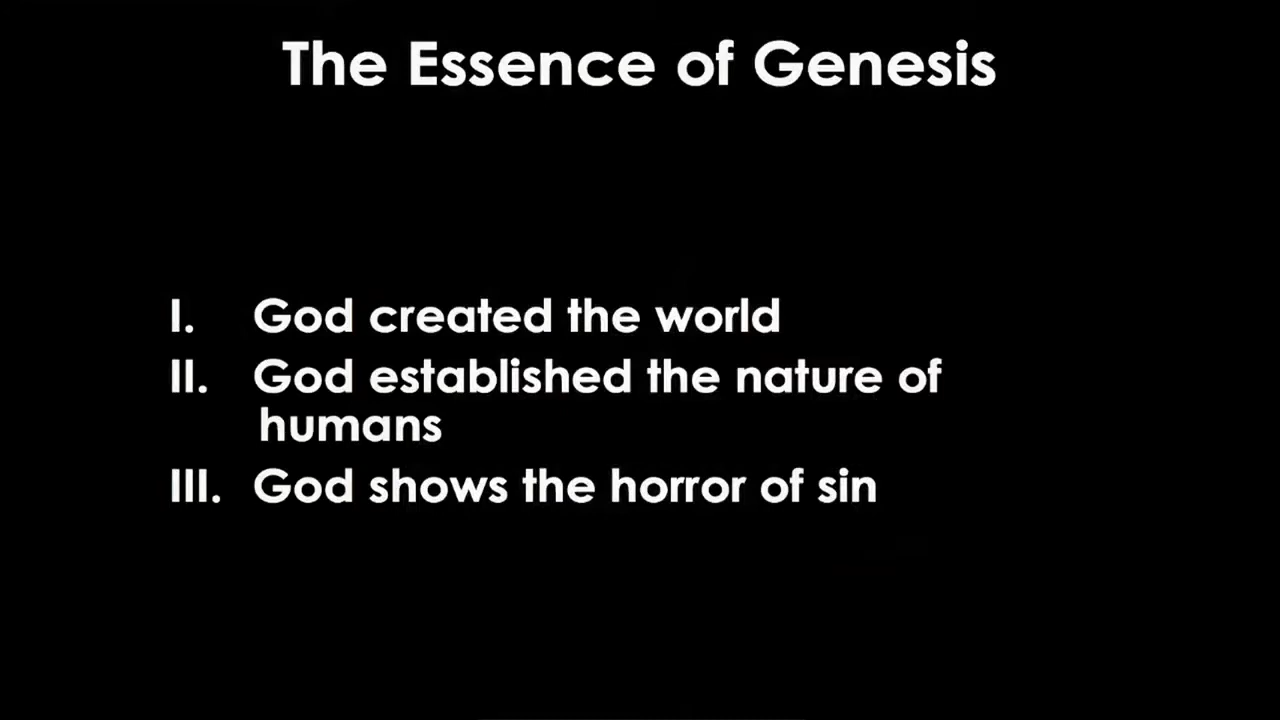 The Essence of Genesis
I. God created the world
II. God established the nature of
humans
III. God shows the horror of sin